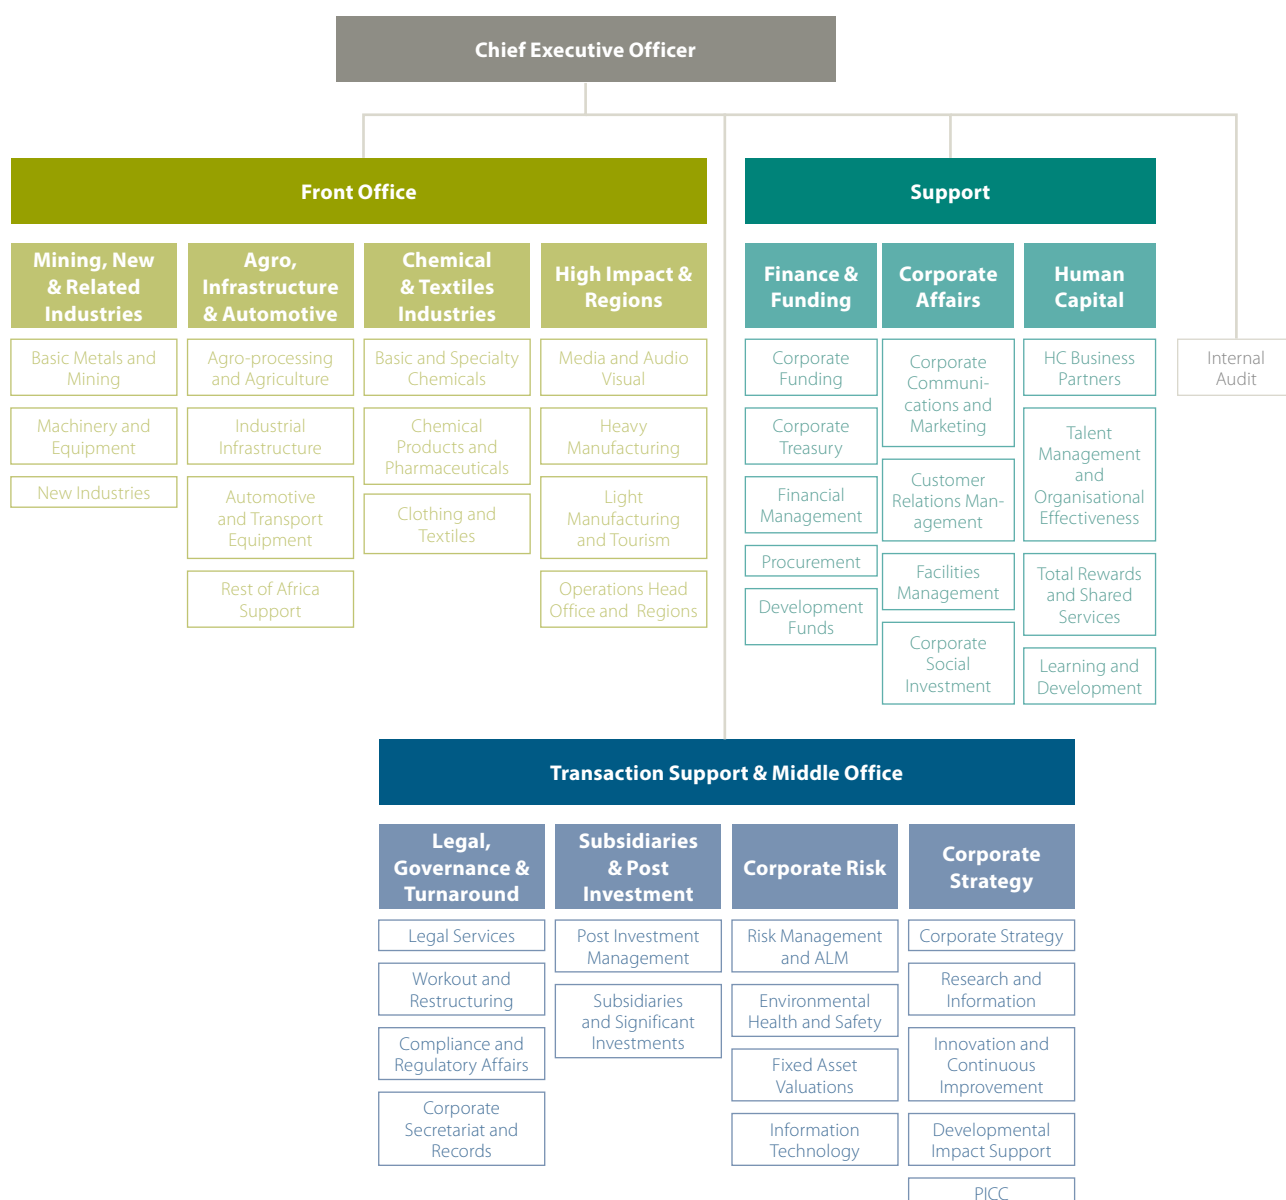 Chief Executive Officer
Front Office
Mining, New
& Related
Industries
Basic Metals and
Mining
Machinery and
Equipment
New Industries
Agro,
Infrastructure
& Automotive
Agro-processing
and Agriculture
Industrial
Infrastructure
Automotive
and Transport
Equipment
Rest of Africa
Support
Chemical
& Textiles
Industries
Basic and Specialty
Chemicals
Chemical
Products and
Pharmaceuticals
Clothing and
Textiles
High Impact &
Regions
Media and Audio
Visual
Heavy
Manufacturing
Light
Manufacturing
and Tourism
Operations Head
Office and Regions
Support
Finance &
Funding
Corporate
Funding
Corporate
Treasury
Financial
Management
Procurement
Development
Funds
Corporate
Affairs
Corporate
Communi-
cations and
Marketing
Customer
Relations Man-
agement
Facilities
Management
Corporate
Social
Investment
Human
Capital
HC Business
Partners
Talent
Management
and
Organisational
Effectiveness
Total Rewards
and Shared
Services
Learning and
Development
Internal
Audit
Transaction Support & Middle Office
Legal,
Governance &
Turnaround
Legal Services
Workout and
Restructuring
Compliance and
Regulatory Affairs
Corporate
Secretariat and
Records
Subsidiaries
& Post
Investment
Post Investment
Management
Subsidiaries
and Significant
Investments
Corporate Risk
Risk Management
and ALM
Environmental
Health and Safety
Fixed Asset
Valuations
Information
Technology
Corporate
Strategy
Corporate Strategy
Research and
Information
Innovation and
Continuous
Improvement
Developmental
Impact Support
PICC